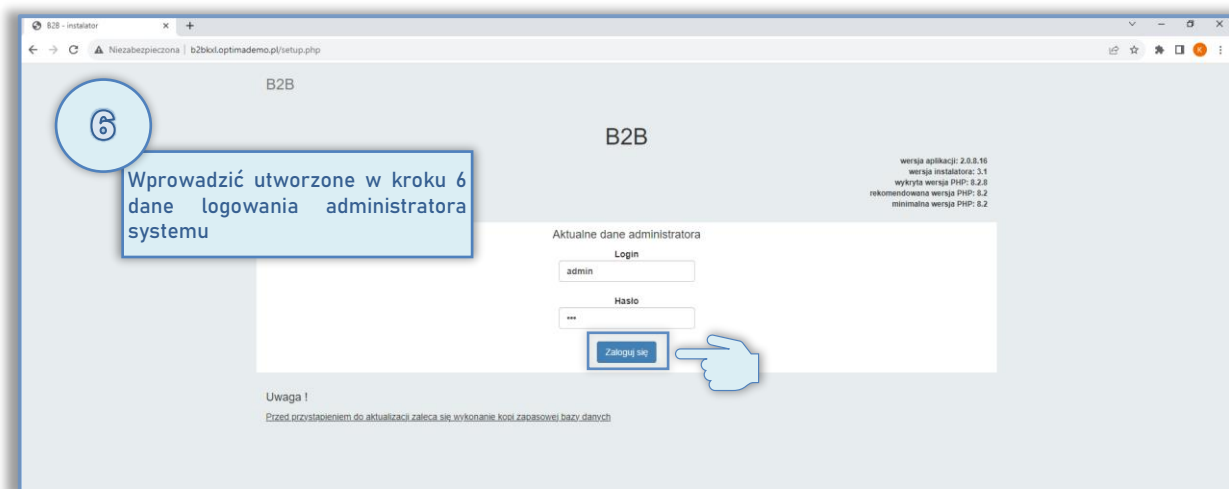 B2B - instalator
Niezabezpieczona | b2bkxl.optimademo.pl/setup.php
K
B2B
6
B2B
Wprowadzić utworzone w kroku 6
dane logowania administratora
systemu
wersja aplikacji: 2.0.8.16
wersja instalatora: 3.1
wykryta wersja PHP: 8.2.8
rekomendowana wersja PHP: 8.2
minimalna wersja PHP: 8.2
Aktualne dane administratora
Login
admin
Hasło
•••
Zaloguj się
Uwaga !
Przed przystąpieniem do aktualizacji zaleca się wykonanie kopi zapasowej bazy danych